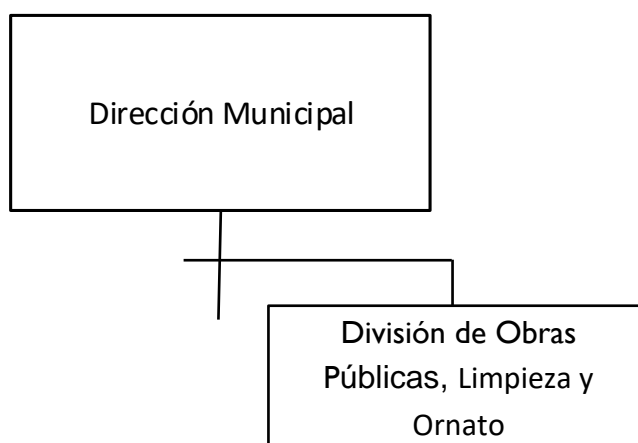 Dirección Municipal
División de Obras
Públicas, Limpieza y
Ornato